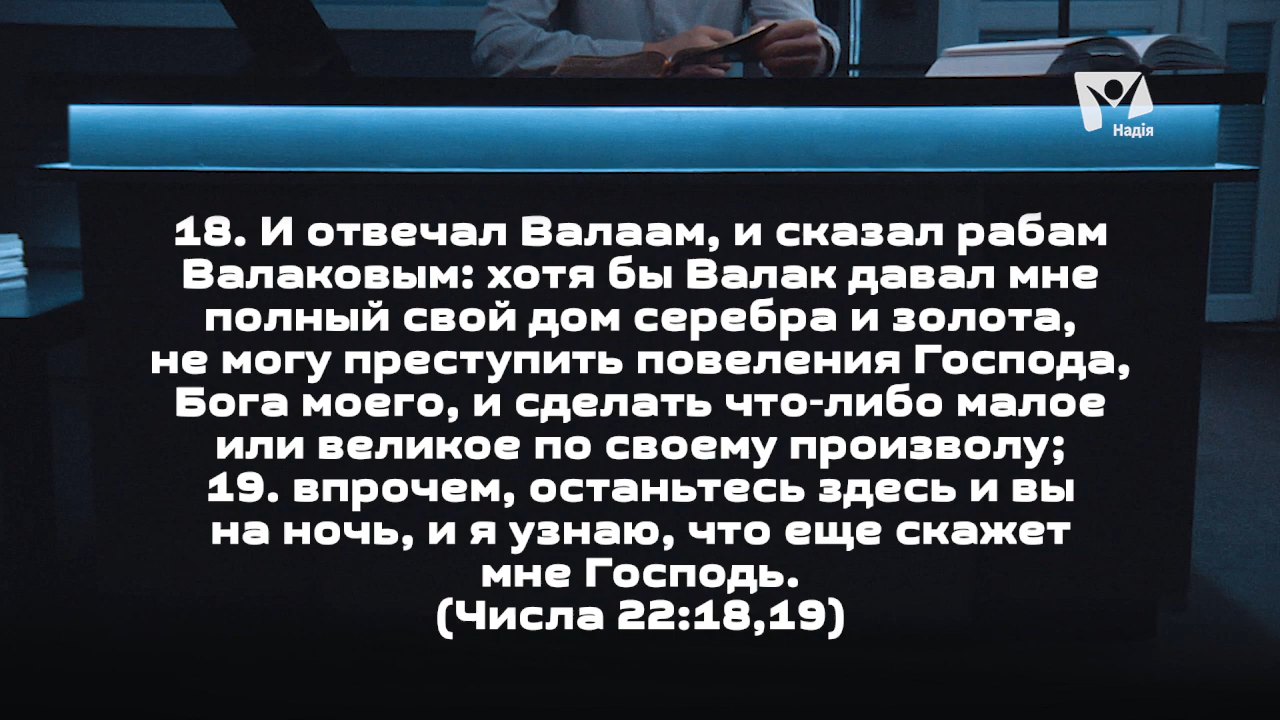 Надія
18. И отвечал Валаам, и сказал рабам
Валаковым: хотя бы Валак давал мне
полный свой дом серебра и золота,
не могу преступить повеления Господа,
Бога моего, и сделать что-либо малое
или великое по своему произволу;
19. впрочем, останьтесь здесь и вы
на ночь, и я узнаю, что еще скажет
мне Господь.
(Числа 22:18,19)